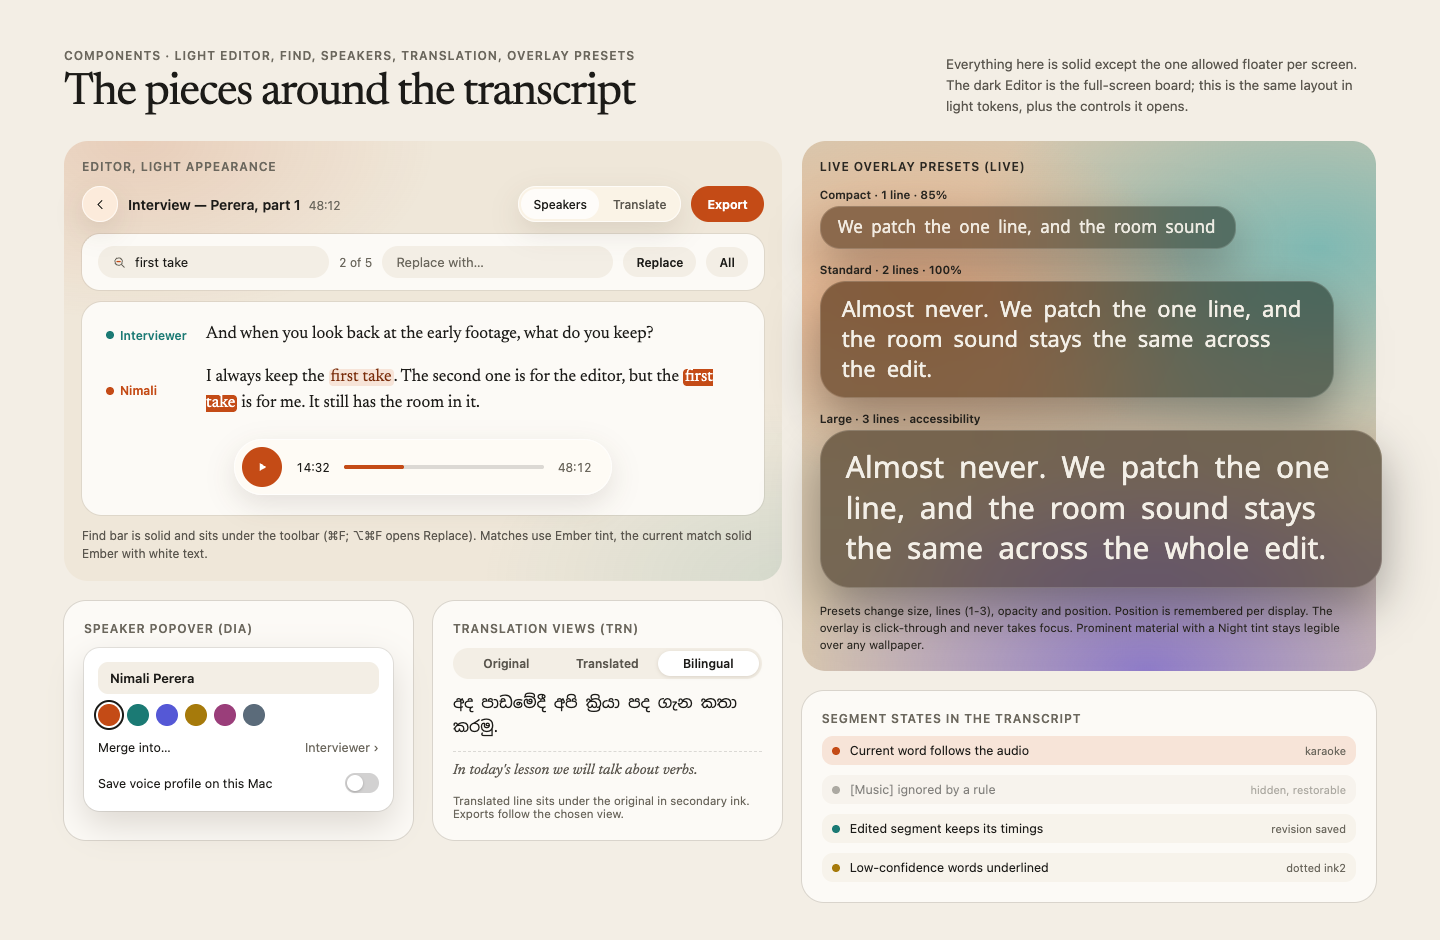 COMPONENTS · LIGHT EDITOR, FIND, SPEAKERS, TRANSLATION, OVERLAY PRESETS
The pieces around the transcript
Everything here is solid except the one allowed floater per screen.
The dark Editor is the full-screen board; this is the same layout in
light tokens, plus the controls it opens.
EDITOR, LIGHT APPEARANCE
Interview — Perera, part 1 48:12
Speakers Translate Export
first take 2 of 5 Replace with... Replace All
Interviewer And when you look back at the early footage, what do you keep?
Nimali I always keep the first take. The second one is for the editor, but the first
take is for me. It still has the room in it.
14:32 48:12
Find bar is solid and sits under the toolbar (⌘F; ⌥⌘F opens Replace). Matches use Ember tint, the current match solid
Ember with white text.
SPEAKER POPOVER (DIA)
Nimali Perera
Merge into... Interviewer ›
Save voice profile on this Mac
TRANSLATION VIEWS (TRN)
Original Translated Bilingual
අද පාඩමේදී අපි ක්‍රියා පද ගැන කතා
කරමු.
In today's lesson we will talk about verbs.
Translated line sits under the original in secondary ink.
Exports follow the chosen view.
LIVE OVERLAY PRESETS (LIVE)
Compact · 1 line · 85%
We patch the one line, and the room sound
Standard · 2 lines · 100%
Almost never. We patch the one line, and
the room sound stays the same across
the edit.
Large · 3 lines · accessibility
Almost never. We patch the one
line, and the room sound stays
the same across the whole edit.
Presets change size, lines (1-3), opacity and position. Position is remembered per display. The
overlay is click-through and never takes focus. Prominent material with a Night tint stays legible
over any wallpaper.
SEGMENT STATES IN THE TRANSCRIPT
Current word follows the audio karaoke
[Music] ignored by a rule hidden, restorable
Edited segment keeps its timings revision saved
Low-confidence words underlined dotted ink2